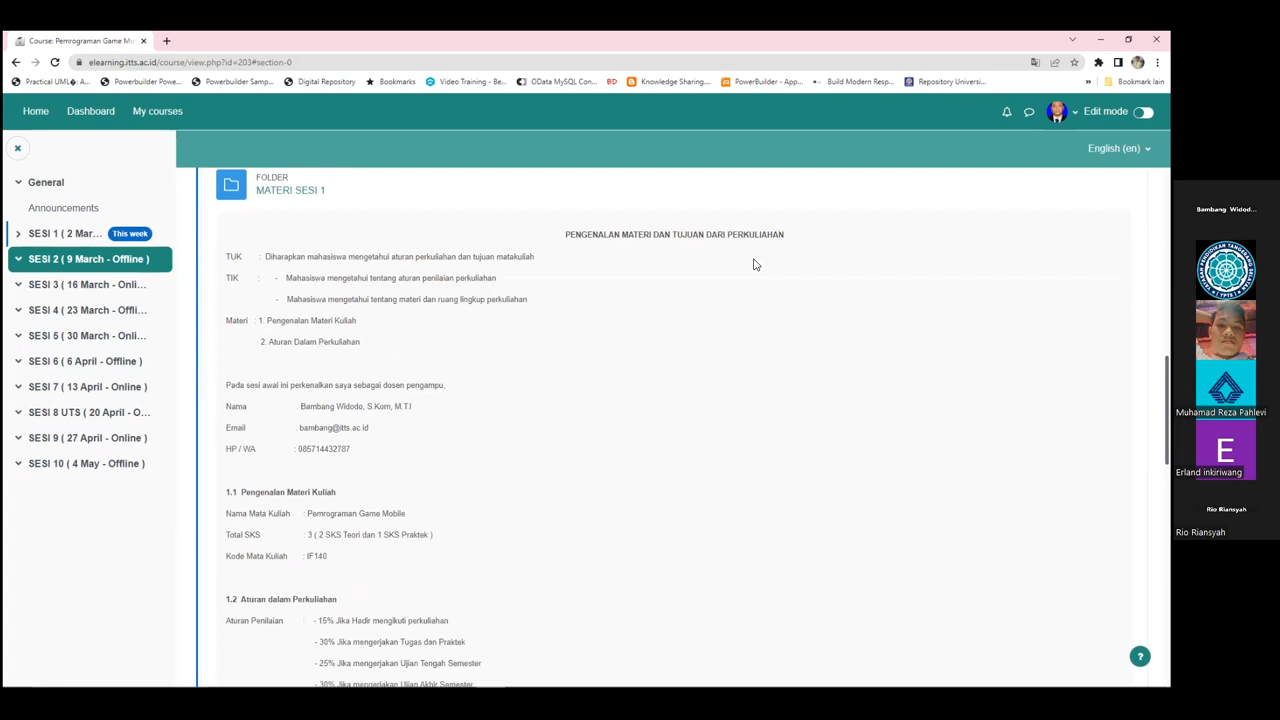 Course: Pemrograman Game Mo
elearning.itts.ac.id/course/view.php?id=203#section-0
Practical UML A...
Powerbuilder Power...
Powerbuilder Samp...
Digital Repository
Bookmarks
Video Training - Be...
OData MySQL Con...
BD
Knowledge Sharing....
PowerBuilder - App...
Build Modern Resp...
Repository Universi...
»
Bookmark lain
Home
Dashboard
My courses
Edit mode
English (en)
General
Announcements
SESI 1 ( 2 Mar...
This week
SESI 2 ( 9 March - Offline )
SESI 3 ( 16 March - Onli...
SESI 4 ( 23 March - Offli...
SESI 5 ( 30 March - Onli...
SESI 6 ( 6 April - Offline )
SESI 7 ( 13 April - Online )
SESI 8 UTS ( 20 April - O...
SESI 9 ( 27 April - Online )
SESI 10 ( 4 May - Offline )
FOLDER
MATERI SESI 1
PENGENALAN MATERI DAN TUJUAN DARI PERKULIAHAN
TUK : Diharapkan mahasiswa mengetahui aturan perkuliahan dan tujuan matakuliah
TIK : - Mahasiswa mengetahui tentang aturan penilaian perkuliahan
- Mahasiswa mengetahui tentang materi dan ruang lingkup perkuliahan
Materi : 1. Pengenalan Materi Kuliah
2. Aturan Dalam Perkuliahan
Pada sesi awal ini perkenalkan saya sebagai dosen pengampu,
Nama : Bambang Widodo, S.Kom, M.T.I
Email : bambang@itts.ac.id
HP / WA : 085714432787
1.1 Pengenalan Materi Kuliah
Nama Mata Kuliah : Pemrograman Game Mobile
Total SKS : 3 ( 2 SKS Teori dan 1 SKS Praktek )
Kode Mata Kuliah : IF140
1.2 Aturan dalam Perkuliahan
Aturan Penilaian : - 15% Jika Hadir mengikuti perkuliahan
- 30% Jika mengerjakan Tugas dan Praktek
- 25% Jika mengerjakan Ujian Tengah Semester
- 30% Jika mengerjakan Ujian Akhir Semester
?
Bambang Widod...
Muhamad Reza Pahlevi
E
Erland inkiriwang
Rio Riansyah
Rio Riansyah